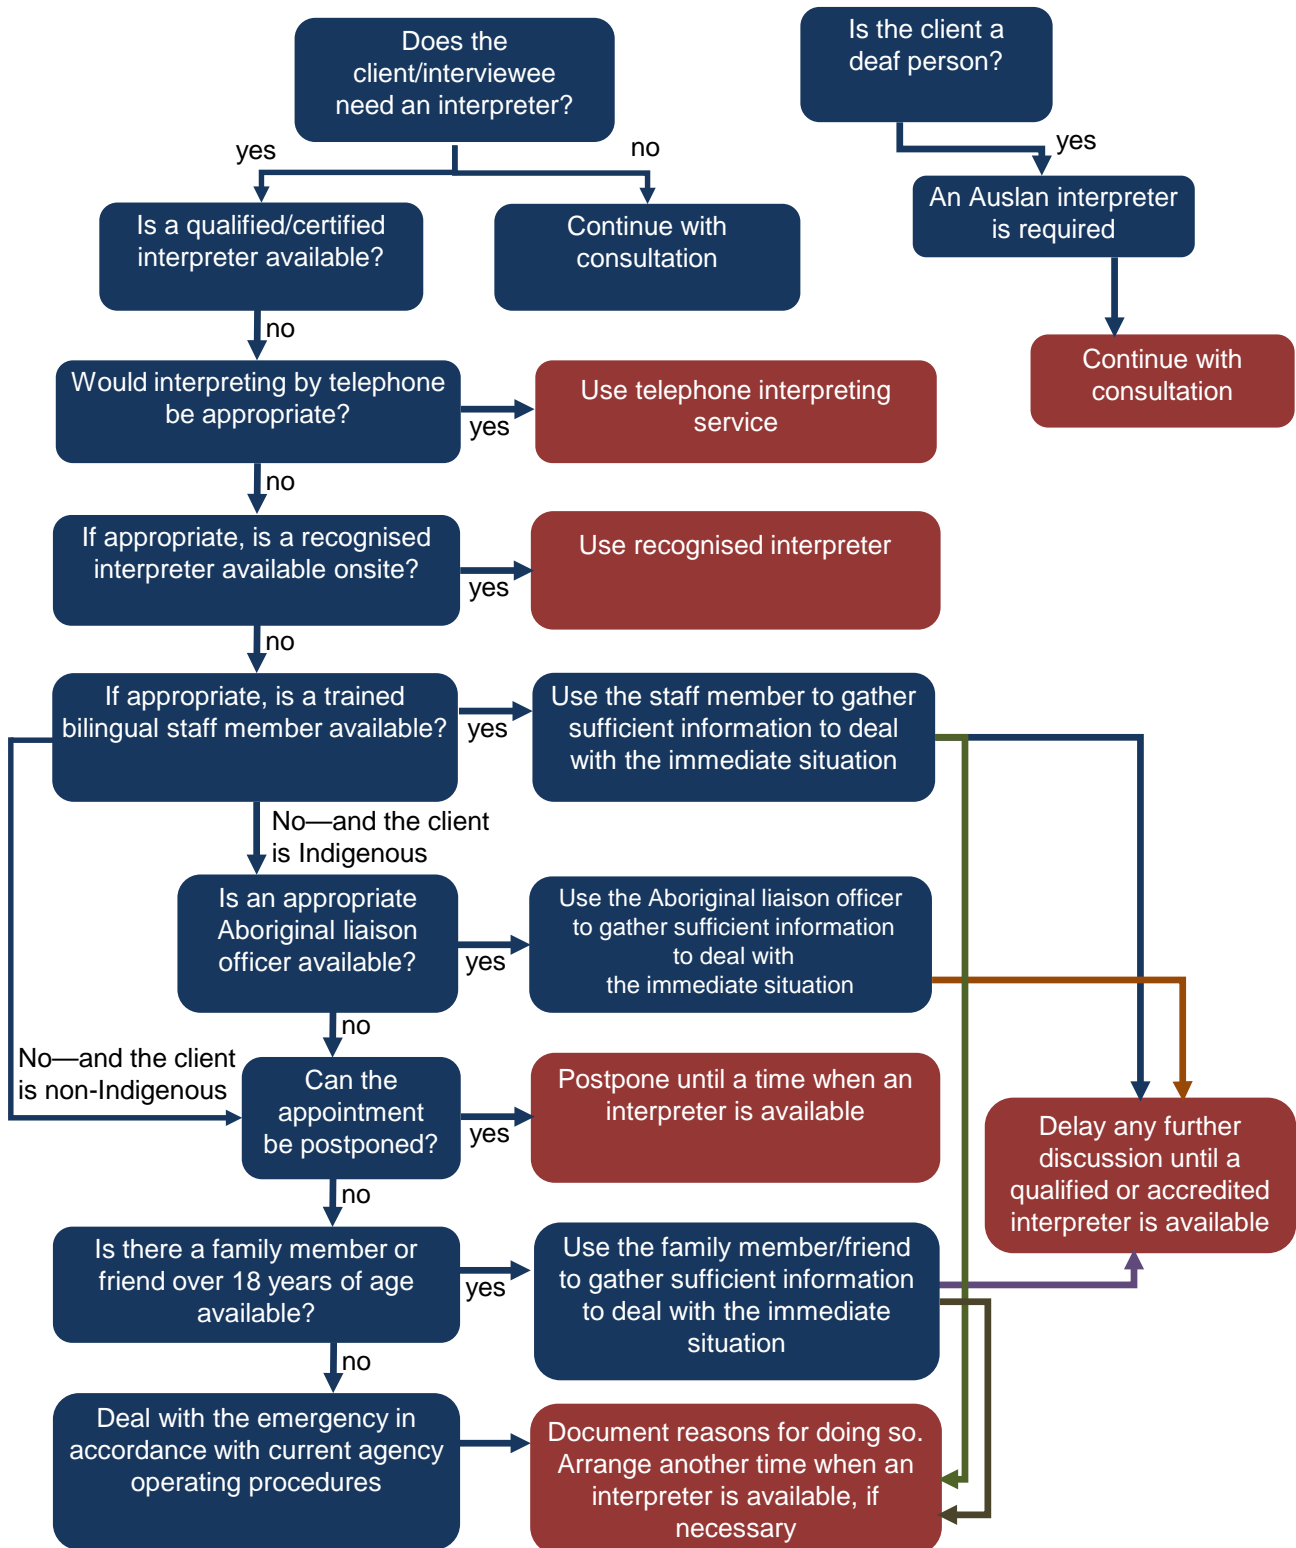 Does the
client/interviewee
need an interpreter?
Is the client a
deaf person?
yes
no
yes
Is a qualified/certified
interpreter available?
Continue with
consultation
An Auslan interpreter
is required
no
Continue with
consultation
Would interpreting by telephone
be appropriate?
yes
Use telephone interpreting
service
no
If appropriate, is a recognised
interpreter available onsite?
yes
Use recognised interpreter
no
If appropriate, is a trained
bilingual staff member available?
yes
Use the staff member to gather
sufficient information to deal
with the immediate situation
No—and the client
is Indigenous
Is an appropriate
Aboriginal liaison
officer available?
yes
Use the Aboriginal liaison officer
to gather sufficient information
to deal with
the immediate situation
no
No—and the client
is non-Indigenous
Can the
appointment
be postponed?
yes
Postpone until a time when an
interpreter is available
Delay any further
discussion until a
qualified or accredited
interpreter is available
no
Is there a family member or
friend over 18 years of age
available?
yes
Use the family member/friend
to gather sufficient information
to deal with the immediate
situation
no
Deal with the emergency in
accordance with current agency
operating procedures
Document reasons for doing so.
Arrange another time when an
interpreter is available, if
necessary